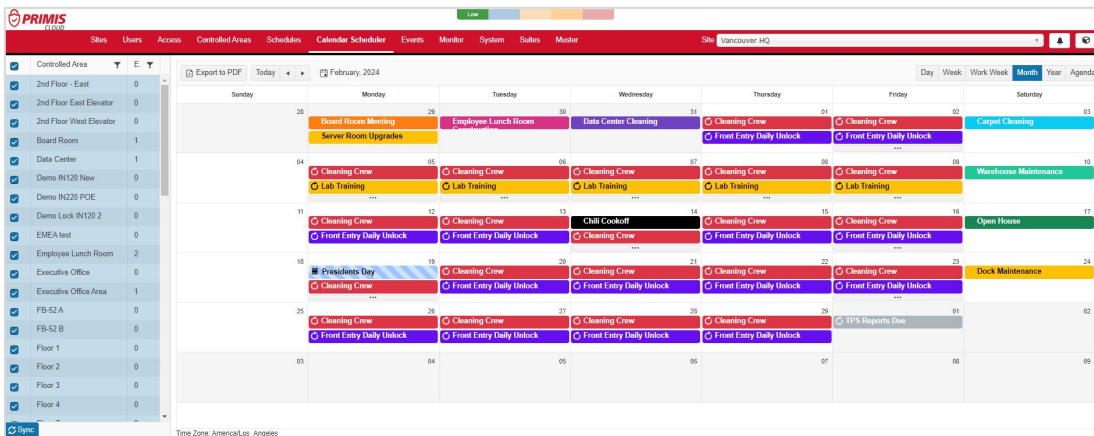 PRIMIS
CLOUD
Low
Sites Users Access Controlled Areas Schedules Calendar Scheduler Events Monitor System Suites Muster Site Vancouver HQ
Controlled Area E.
2nd Floor - East 0
2nd Floor East Elevator 0
2nd Floor West Elevator 0
Board Room 1
Data Center 1
Demo IN120 New 0
Demo IN220 POE 0
Demo Lock IN120 2 0
EMEA test 0
Employee Lunch Room 2
Executive Office 0
Executive Office Area 1
FB-52 A 0
FB-52 B 0
Floor 1 0
Floor 2 0
Floor 3 0
Floor 4 0
Sync
Export to PDF Today February, 2024 Day Week Work Week Month Year Agenda
Sunday Monday Tuesday Wednesday Thursday Friday Saturday
28 29 30 31 01 02 03
Board Room Meeting Employee Lunch Room Construction Data Center Cleaning Cleaning Crew Cleaning Crew Carpet Cleaning
Server Room Upgrades Front Entry Daily Unlock Front Entry Daily Unlock
...
04 05 06 07 08 09 10
Cleaning Crew Cleaning Crew Cleaning Crew Cleaning Crew Cleaning Crew Warehouse Maintenance
Lab Training Lab Training Lab Training Lab Training Lab Training
... ... ... ... ...
11 12 13 14 15 16 17
Cleaning Crew Cleaning Crew Chili Cookoff Cleaning Crew Cleaning Crew Open House
Front Entry Daily Unlock Front Entry Daily Unlock Cleaning Crew Front Entry Daily Unlock Front Entry Daily Unlock
... ...
18 19 20 21 22 23 24
Presidents Day Cleaning Crew Cleaning Crew Cleaning Crew Cleaning Crew Dock Maintenance
Cleaning Crew Front Entry Daily Unlock Front Entry Daily Unlock Front Entry Daily Unlock Front Entry Daily Unlock
... ...
25 26 27 28 29 01 02
Cleaning Crew Cleaning Crew Cleaning Crew Cleaning Crew TPS Reports Due
Front Entry Daily Unlock Front Entry Daily Unlock Front Entry Daily Unlock Front Entry Daily Unlock
03 04 05 06 07 08 09
Time Zone: America/Los_Angeles